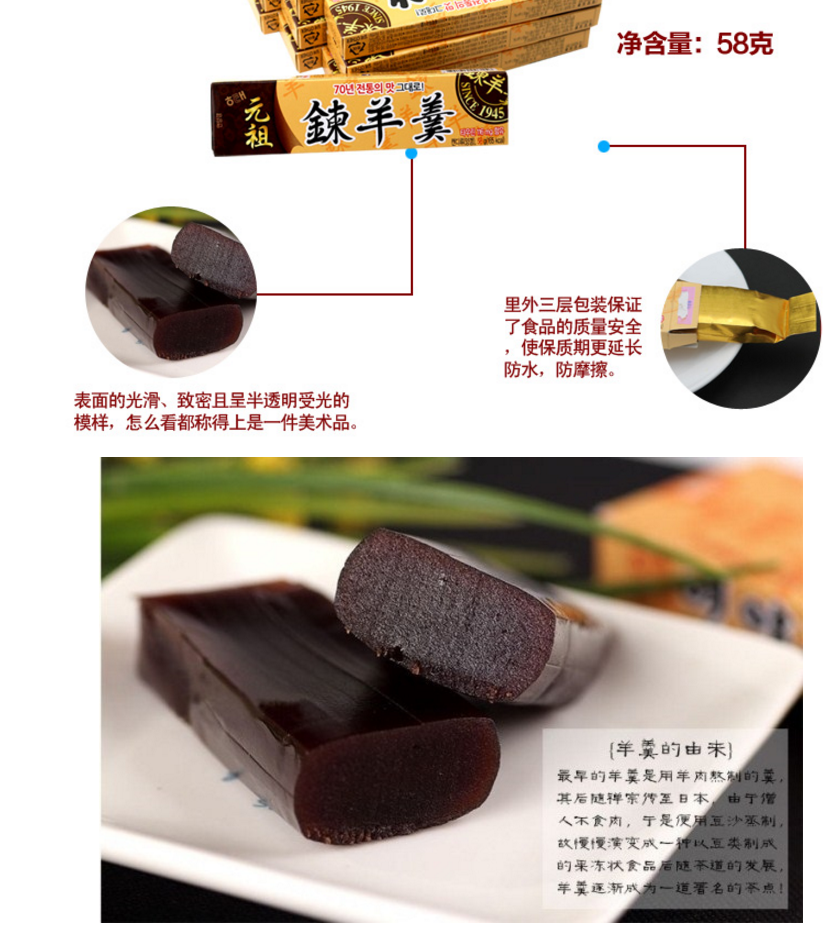 SINCE 1945
净含量：58克
해태
元祖
70년 전통의 맛 그대로!
鍊羊羹
SINCE 1945
里外三层包装保证
了食品的质量安全
，使保质期更延长
防水，防摩擦。
表面的光滑、致密且呈半透明受光的
模样，怎么看都称得上是一件美术品。
{羊羹的由来}
最早的羊羹是用羊肉熬制的羹，
其后随禅宗传至日本，由于僧
人不食肉，于是便用豆沙蒸制，
故慢慢演变成一种以豆类制成
的果冻状食品后随茶道的发展，
羊羹逐渐成为一道著名的茶点！